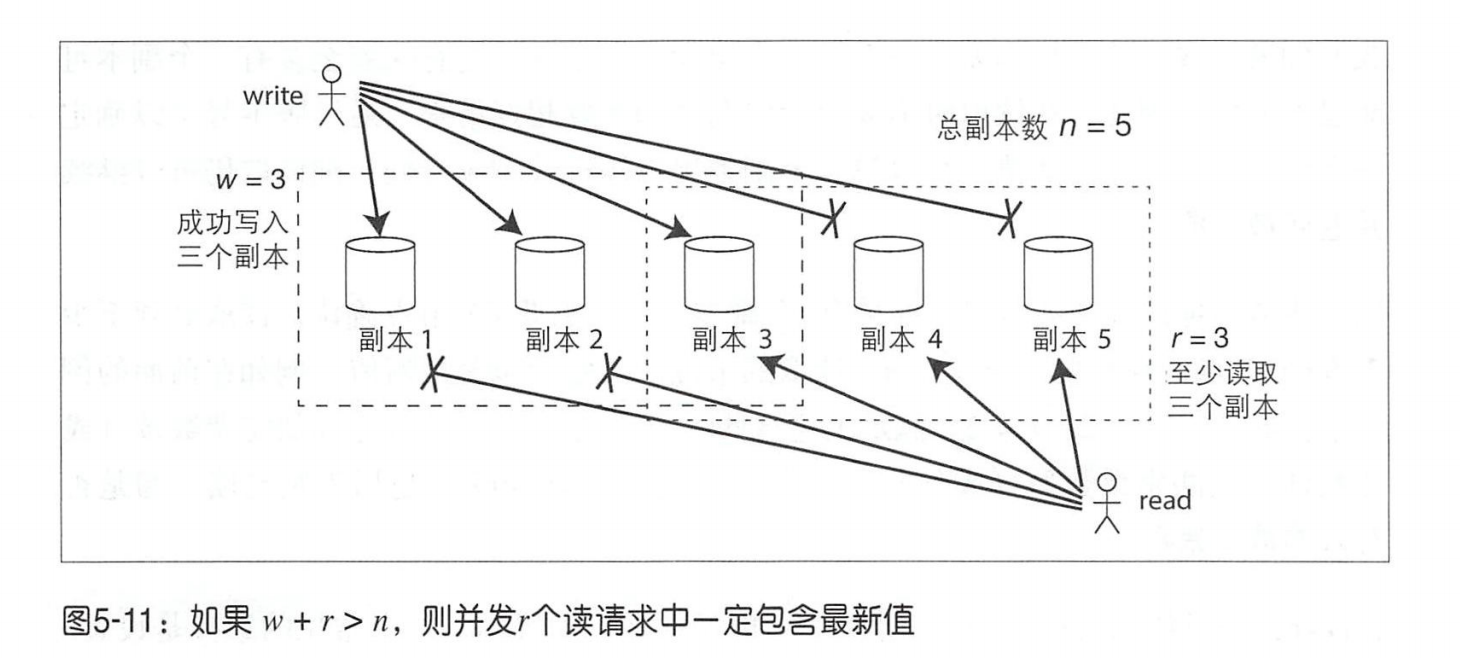 write
总副本数 n = 5
w = 3
成功写入
三个副本
副本 1
副本 2
副本 3
副本 4
副本 5
r = 3
至少读取
三个副本
read
图5-11：如果 w + r > n，则并发r个读请求中一定包含最新值